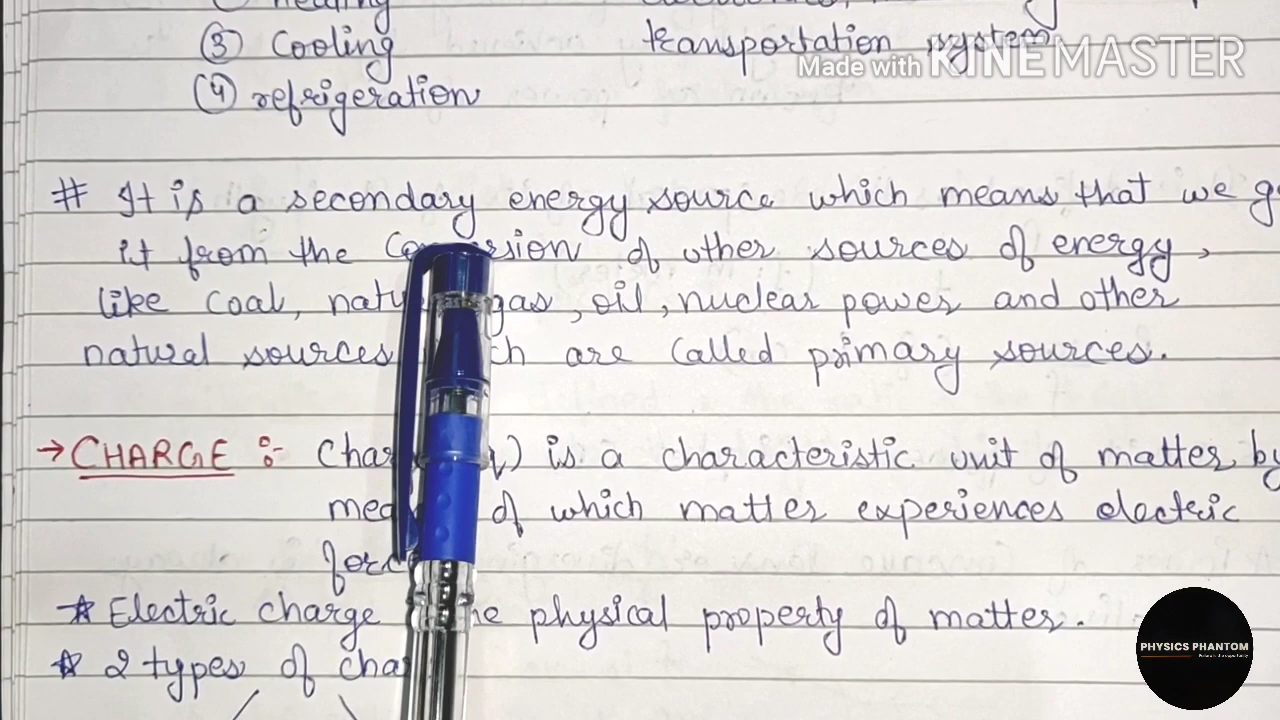 ③ Cooling
transportation system
Made with KINEMASTER
④ refrigeration
# It is a secondary energy source which means that we
it from the of other sources of energy,
like coal, gas, oil, nuclear power and other
natural sources are called primary sources.
→ CHARGE :- is a characteristic unit of matter by
of which matter experiences electric
☆ Electric charge physical property of matter.
☆ 2 types of
PHYSICS PHANTOM